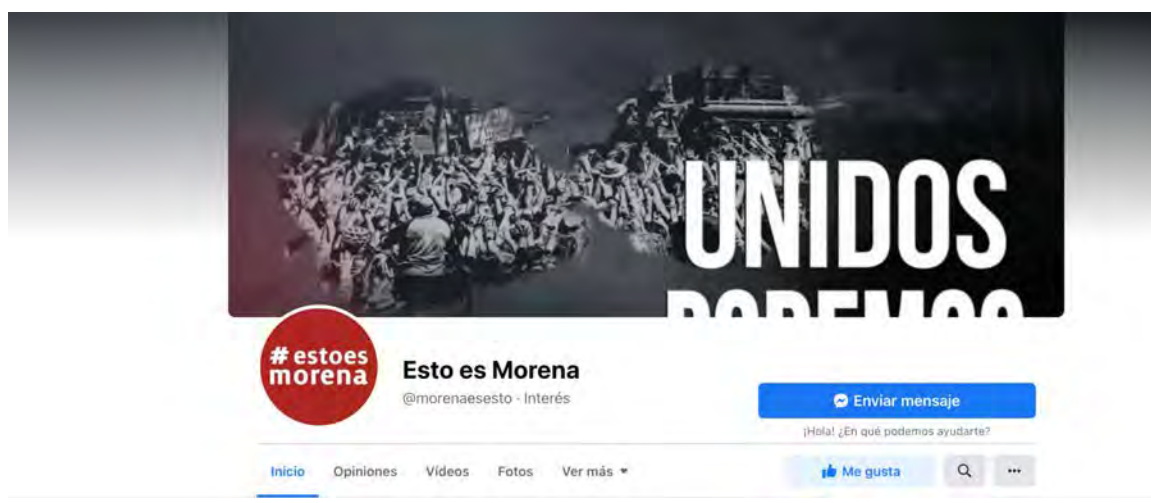 UNIDOS
PODEMOS
#estoes
morena
Esto es Morena
@morenaesesto · Interés
Enviar mensaje
¡Hola! ¿En qué podemos ayudarte?
Inicio Opiniones Vídeos Fotos Ver más
Me gusta